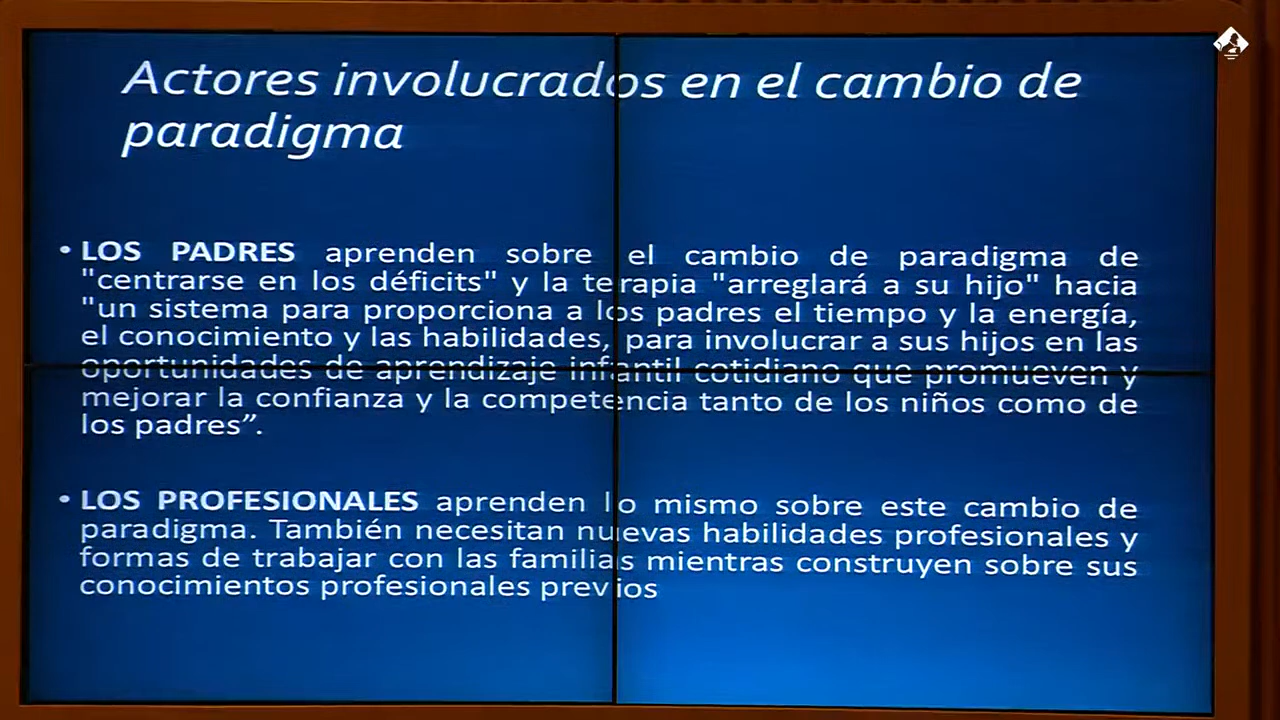 Actores involucrados en el cambio de
paradigma
• LOS PADRES aprenden sobre el cambio de paradigma de
"centrarse en los déficits" y la terapia "arreglará a su hijo" hacia
"un sistema para proporciona a los padres el tiempo y la energía,
el conocimiento y las habilidades, para involucrar a sus hijos en las
oportunidades de aprendizaje infantil cotidiano que promueven y
mejorar la confianza y la competencia tanto de los niños como de
los padres”.
• LOS PROFESIONALES aprenden lo mismo sobre este cambio de
paradigma. También necesitan nuevas habilidades profesionales y
formas de trabajar con las familias mientras construyen sobre sus
conocimientos profesionales previos